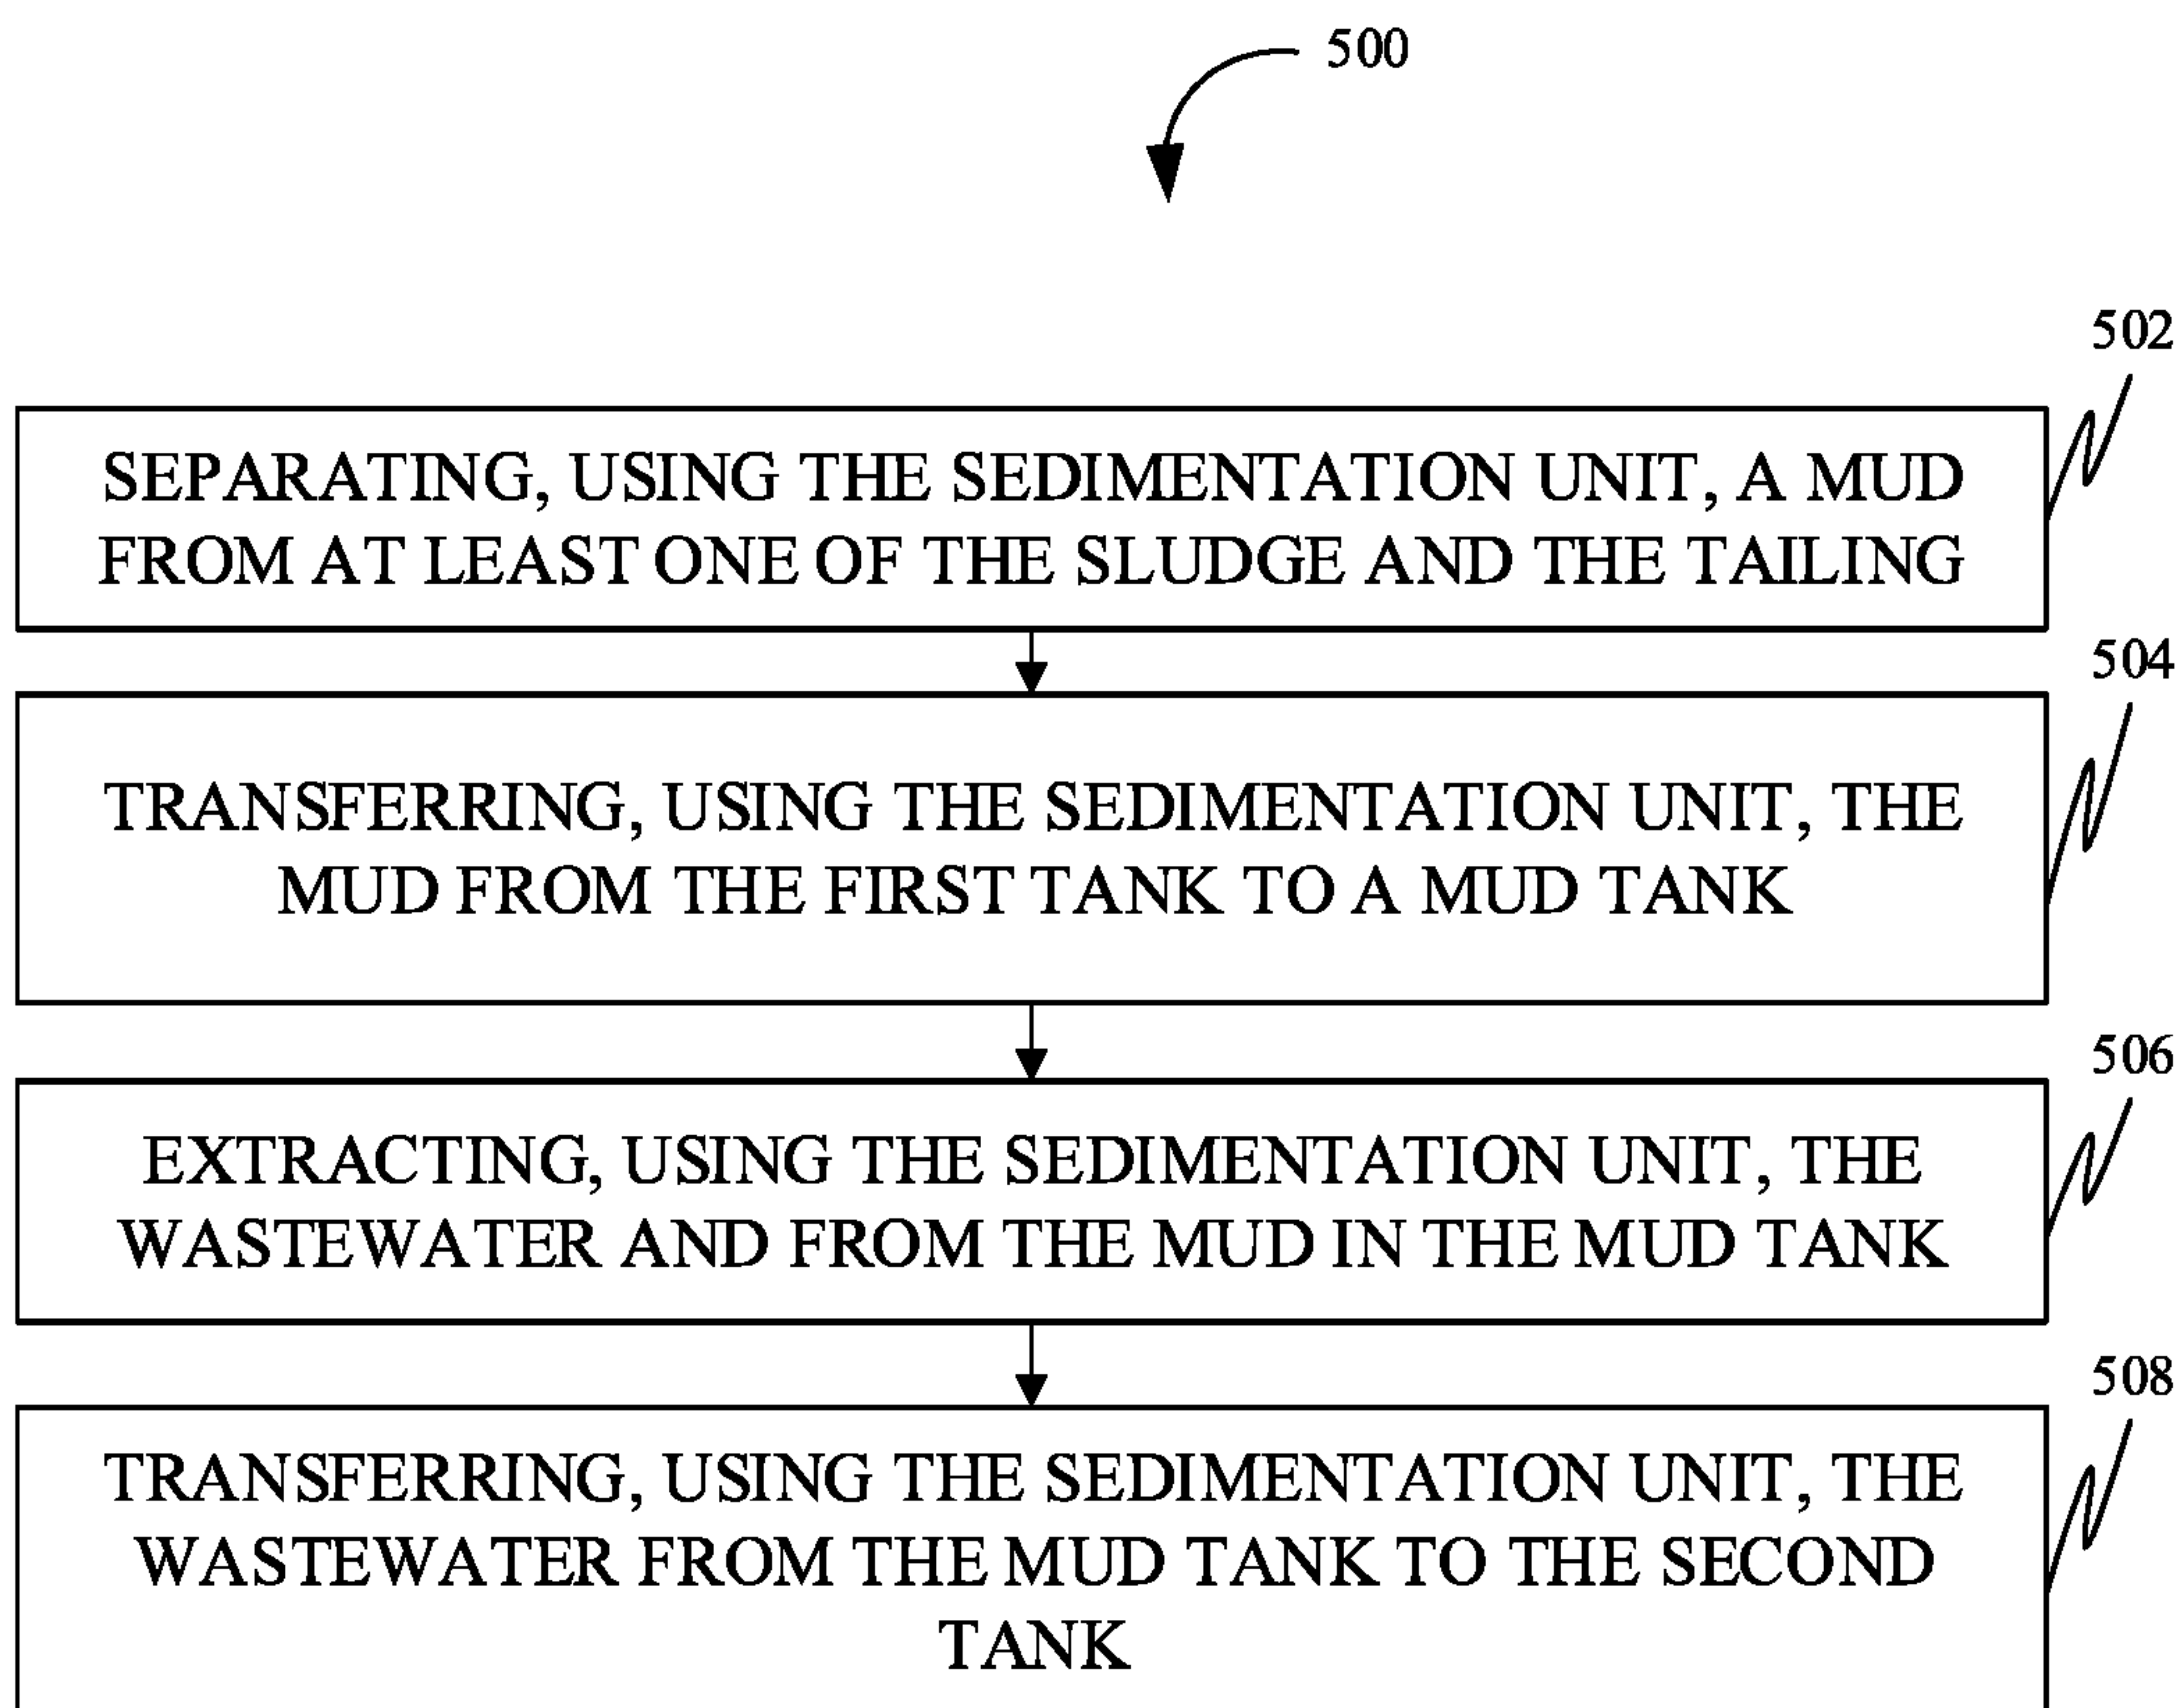 500
502
SEPARATING, USING THE SEDIMENTATION UNIT, A MUD
FROM AT LEAST ONE OF THE SLUDGE AND THE TAILING
504
TRANSFERRING, USING THE SEDIMENTATION UNIT, THE
MUD FROM THE FIRST TANK TO A MUD TANK
506
EXTRACTING, USING THE SEDIMENTATION UNIT, THE
WASTEWATER AND FROM THE MUD IN THE MUD TANK
508
TRANSFERRING, USING THE SEDIMENTATION UNIT, THE
WASTEWATER FROM THE MUD TANK TO THE SECOND
TANK